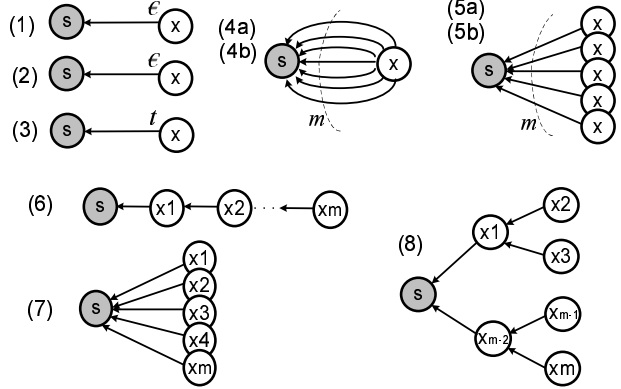 (1) s ϵ x
(2) s ϵ x
(3) s t x
(4a)
(4b) s x
m
(5a)
(5b) s x x x x x
m
(6) s x1 x2 ... xm
(7) s x1 x2 x3 x4 xm
(8) s x1 x2 x3 xm-2 xm-1 xm